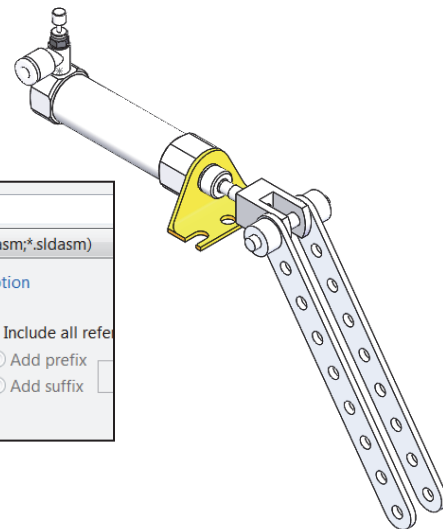 asm;*.sldasm)
tion
Include all refer
Add prefix
Add suffix